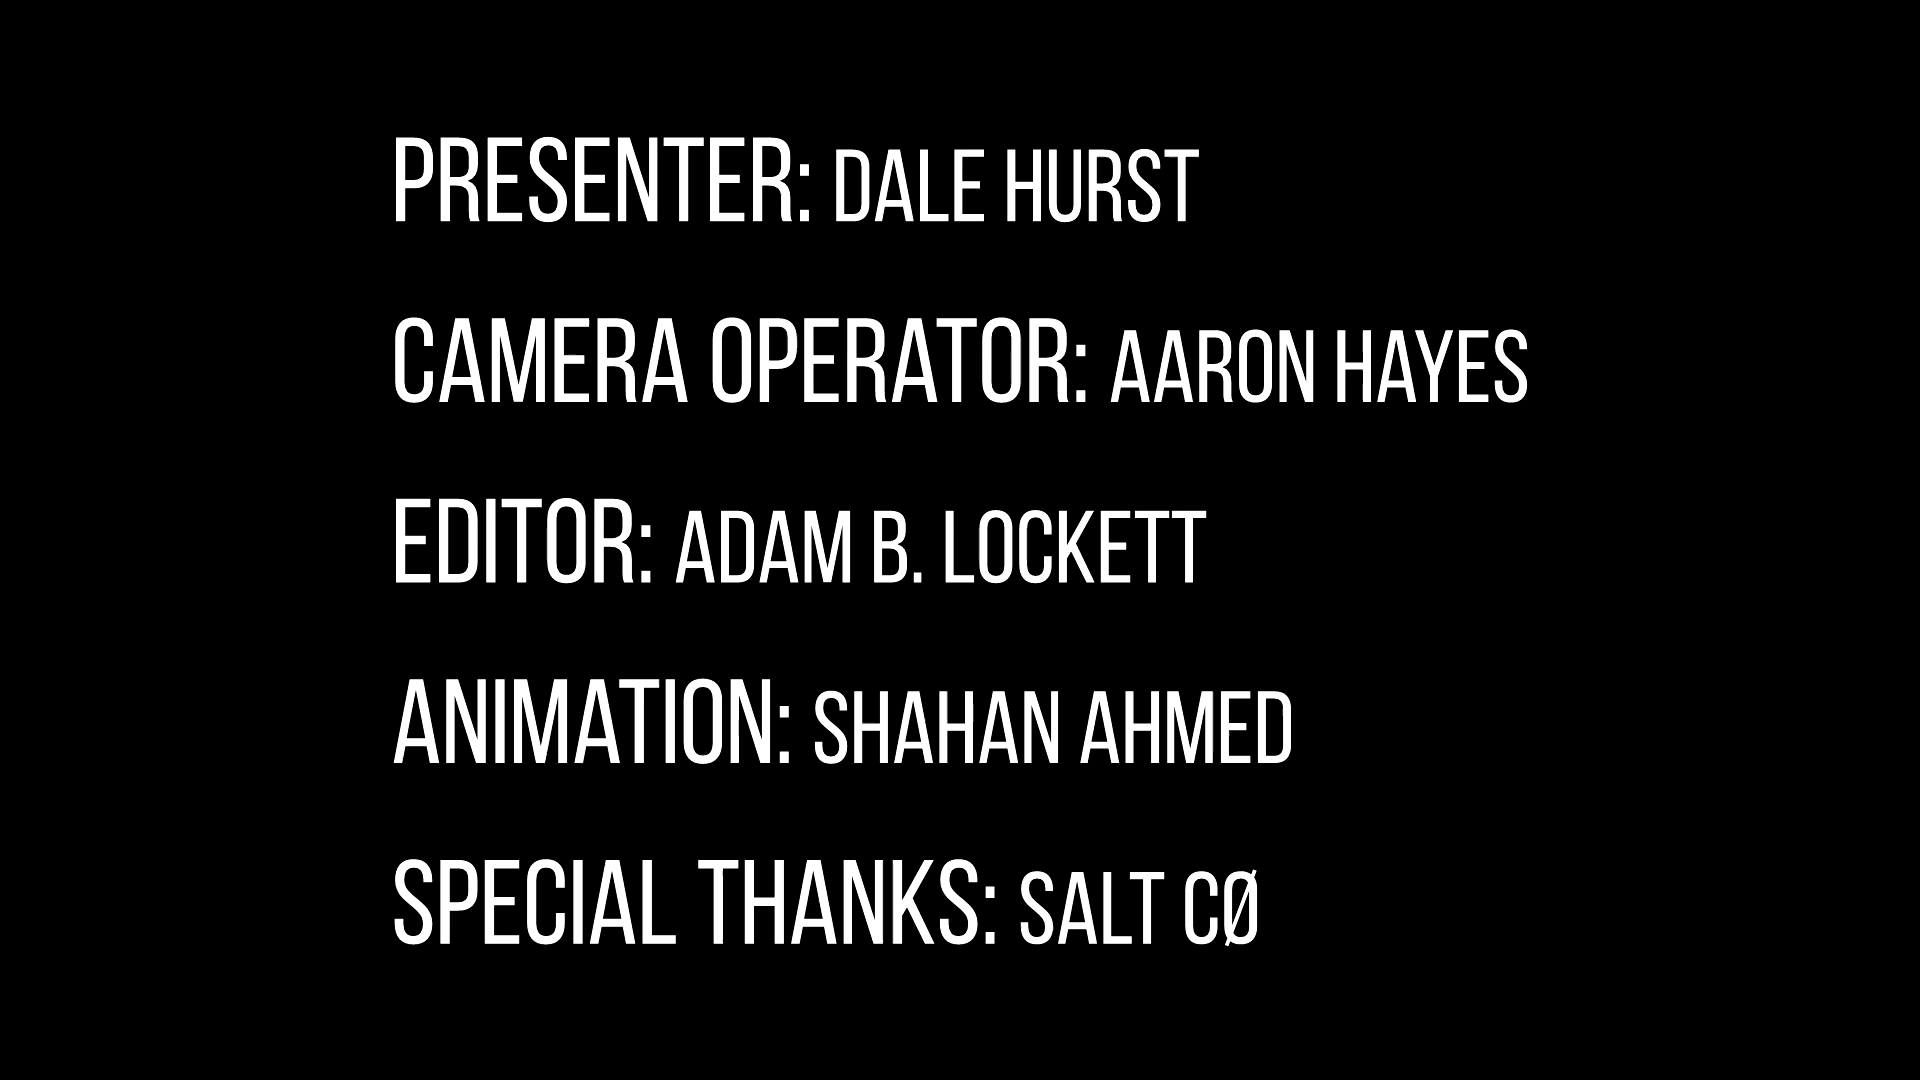 PRESENTER: DALE HURST
CAMERA OPERATOR: AARON HAYES
EDITOR: ADAM B. LOCKETT
ANIMATION: SHAHAN AHMED
SPECIAL THANKS: SALT CØ